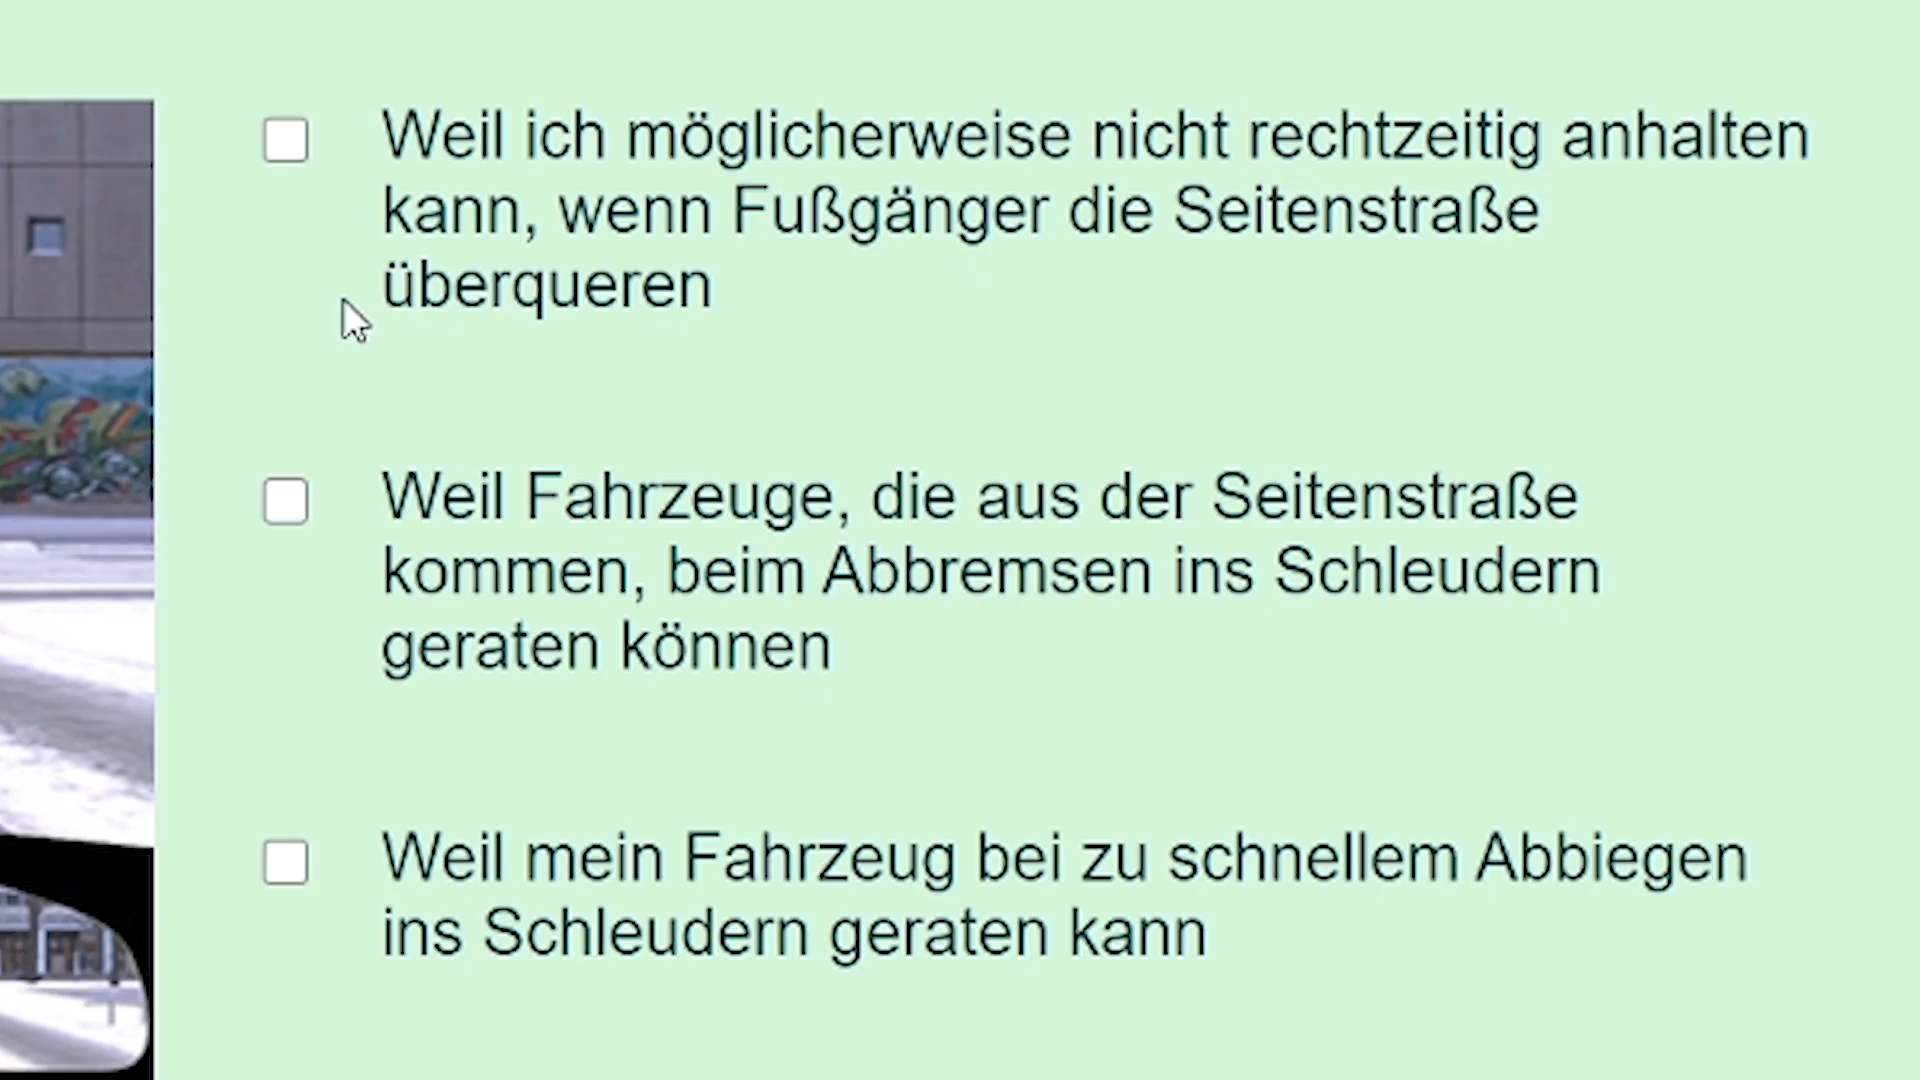 Weil ich möglicherweise nicht rechtzeitig anhalten
kann, wenn Fußgänger die Seitenstraße
überqueren
Weil Fahrzeuge, die aus der Seitenstraße
kommen, beim Abbremsen ins Schleudern
geraten können
Weil mein Fahrzeug bei zu schnellem Abbiegen
ins Schleudern geraten kann